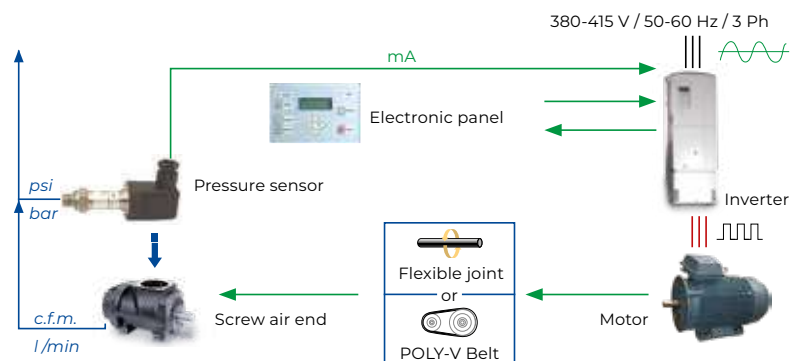 380-415 V / 50-60 Hz / 3 Ph
mA
Electronic panel
psi
bar
Pressure sensor
Inverter
Flexible joint
or
POLY-V Belt
c.f.m.
l /min
Screw air end
Motor